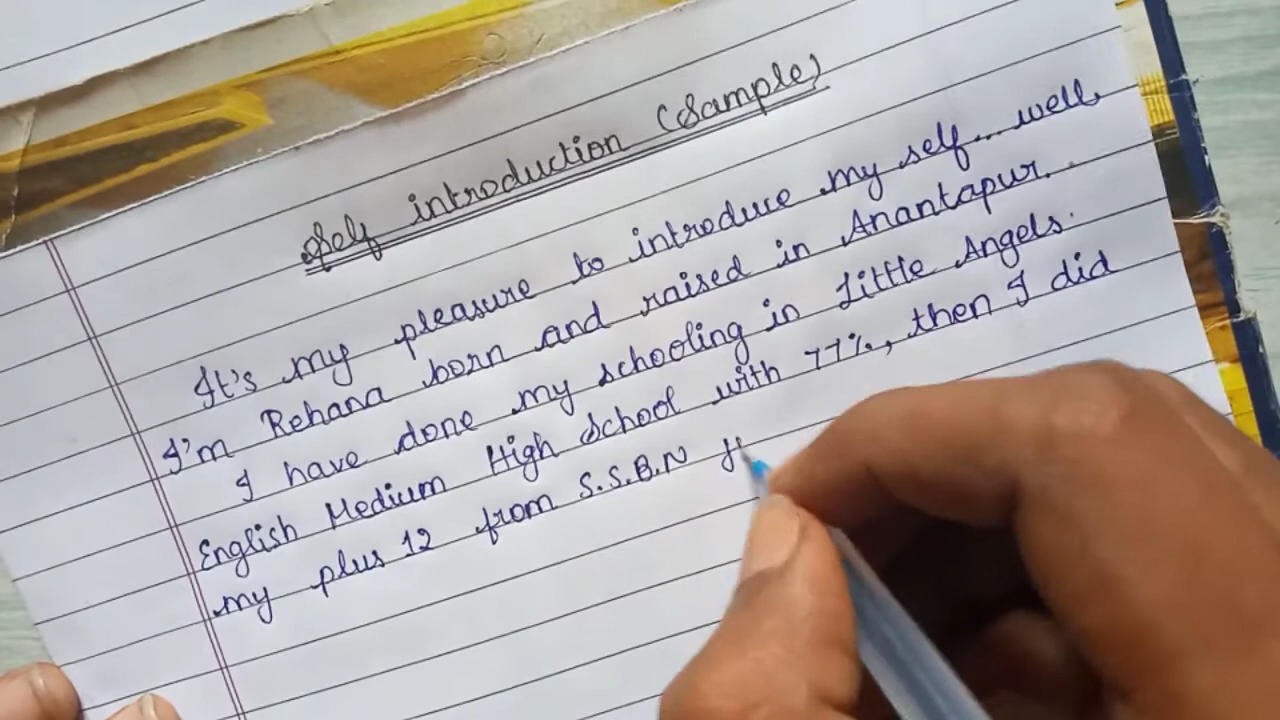 Self introduction (Sample)
It's my pleasure to introduce my self... well
I'm Rehana born and raised in Anantapur.
I have done my schooling in Little Angels.
English Medium High School with 77%, then I did
my plus 12 from S.S.B.N